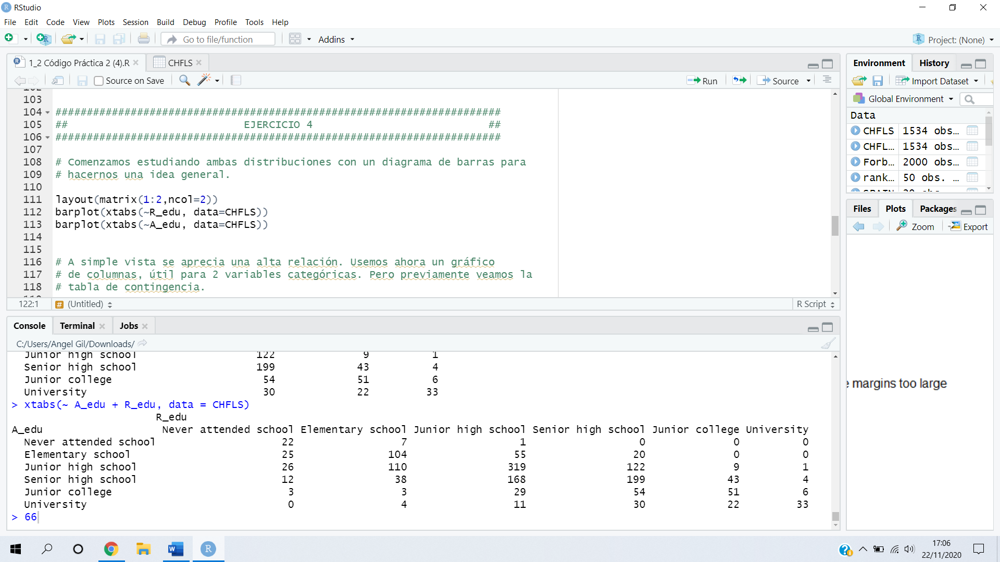 RStudio
File Edit Code View Plots Session Build Debug Profile Tools Help
Go to file/function Addins Project: (None)
1_2 Código Práctica 2 (4).R CHFLS
Source on Save Run Source
103
104 #######################################################################
105 ## EJERCICIO 4 ##
106 #######################################################################
107
108 # Comenzamos estudiando ambas distribuciones con un diagrama de barras para
109 # hacernos una idea general.
110
111 layout(matrix(1:2,ncol=2))
112 barplot(xtabs(~R_edu, data=CHFLS))
113 barplot(xtabs(~A_edu, data=CHFLS))
114
115
116 # A simple vista se aprecia una alta relación. Usemos ahora un gráfico
117 # de columnas, útil para 2 variables categóricas. Pero previamente veamos la
118 # tabla de contingencia.
122:1 # (Untitled) R Script
Console Terminal Jobs
C:/Users/Angel Gil/Downloads/
Junior high school 122 9 1
Senior high school 199 43 4
Junior college 54 51 6
University 30 22 33
> xtabs(~ A_edu + R_edu, data = CHFLS)
R_edu
A_edu Never attended school Elementary school Junior high school Senior high school Junior college University
Never attended school 22 7 1 0 0 0
Elementary school 25 104 55 20 0 0
Junior high school 26 110 319 122 9 1
Senior high school 12 38 168 199 43 4
Junior college 3 3 29 54 51 6
University 0 4 11 30 22 33
> 66
Environment History
Import Dataset
Global Environment
Data
CHFLS 1534 obs…
CHFL… 1534 obs…
Forb… 2000 obs…
rank… 50 obs. …
Files Plots Packages
Zoom Export
e margins too large
17:06
22/11/2020